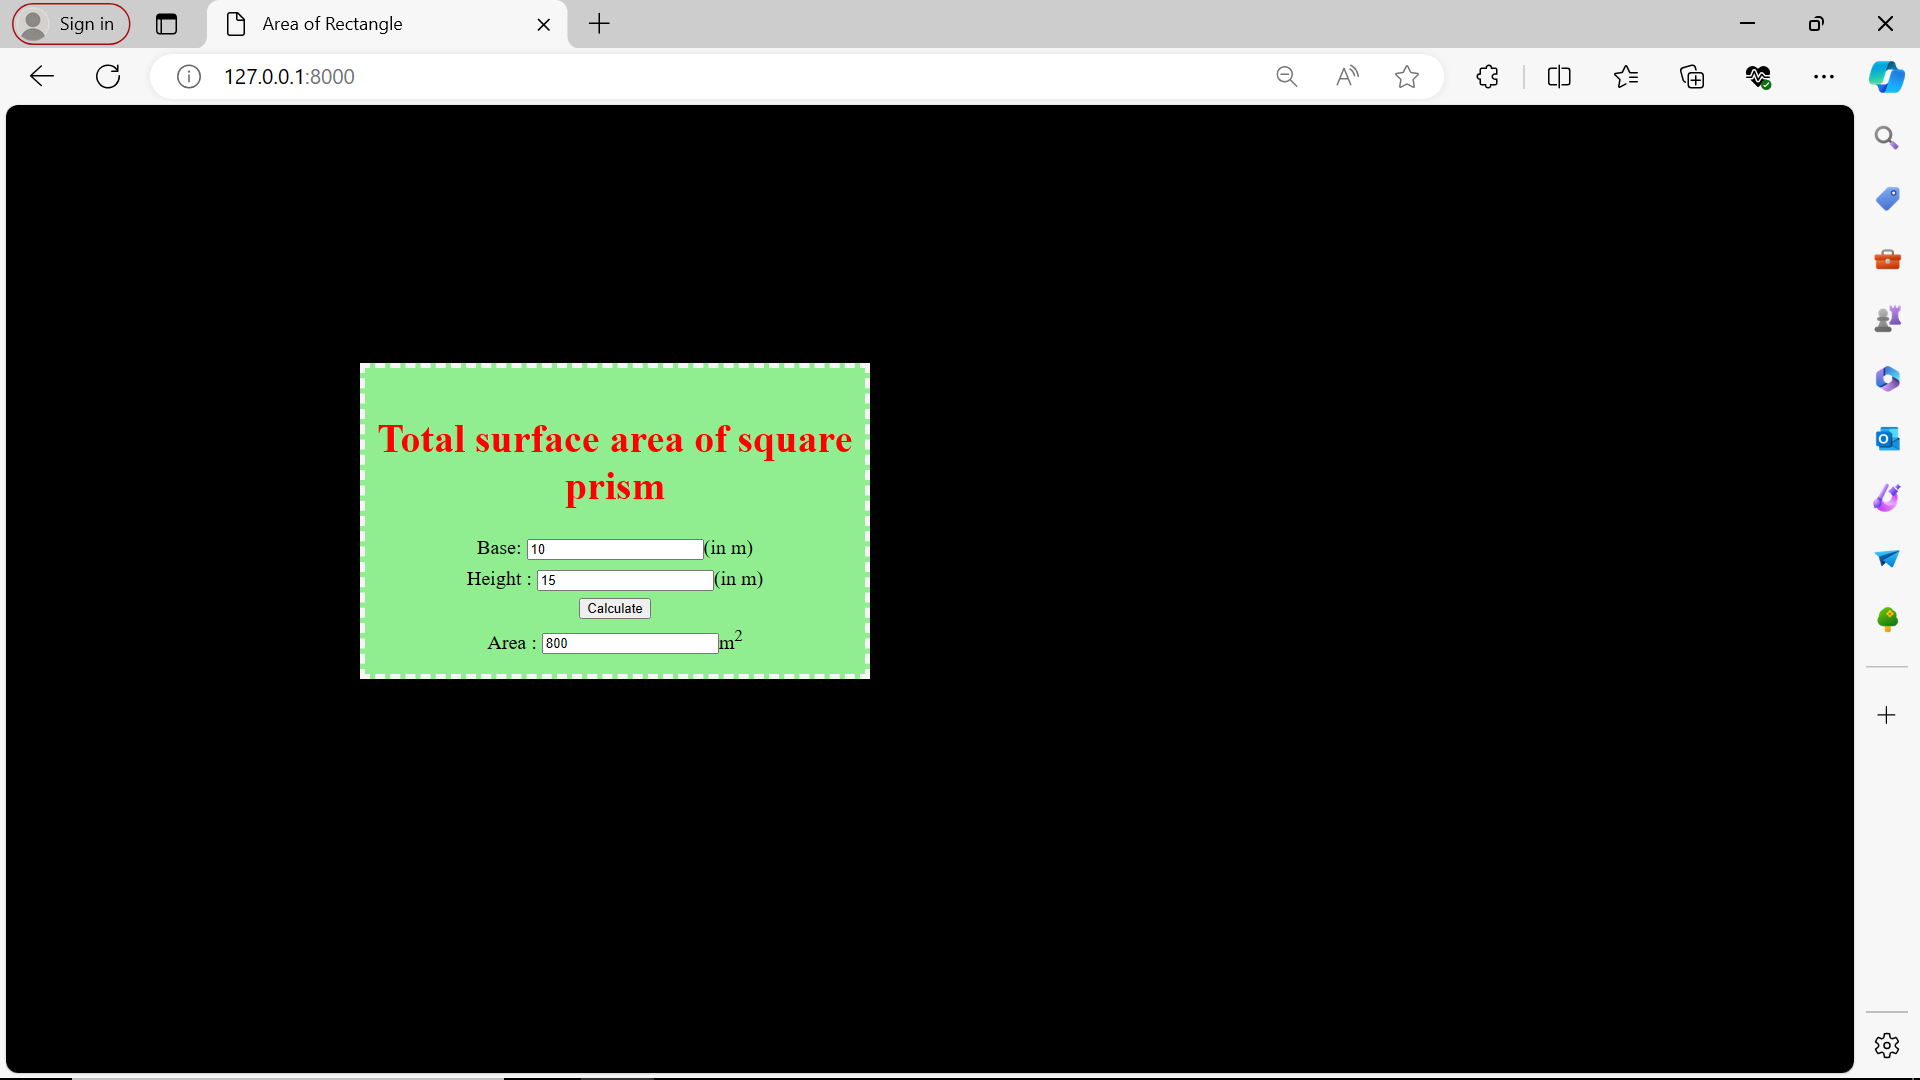 Sign in
Area of Rectangle
127.0.0.1:8000
Total surface area of square
prism
Base: 10 (in m)
Height : 15 (in m)
Calculate
Area : 800 m²